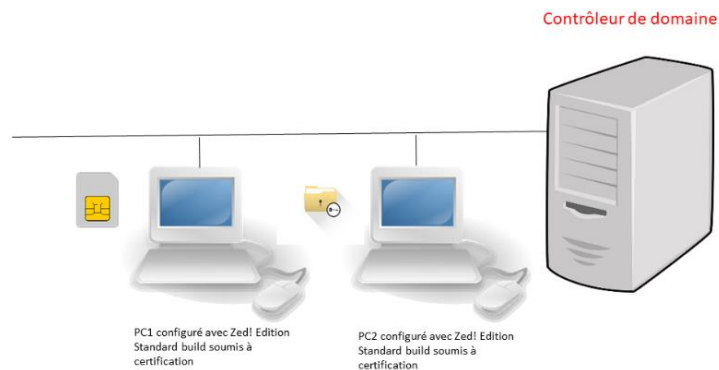 Contrôleur de domaine
PC1 configuré avec Zed! Edition
Standard build soumis à
certification
PC2 configuré avec Zed! Edition
Standard build soumis à
certification